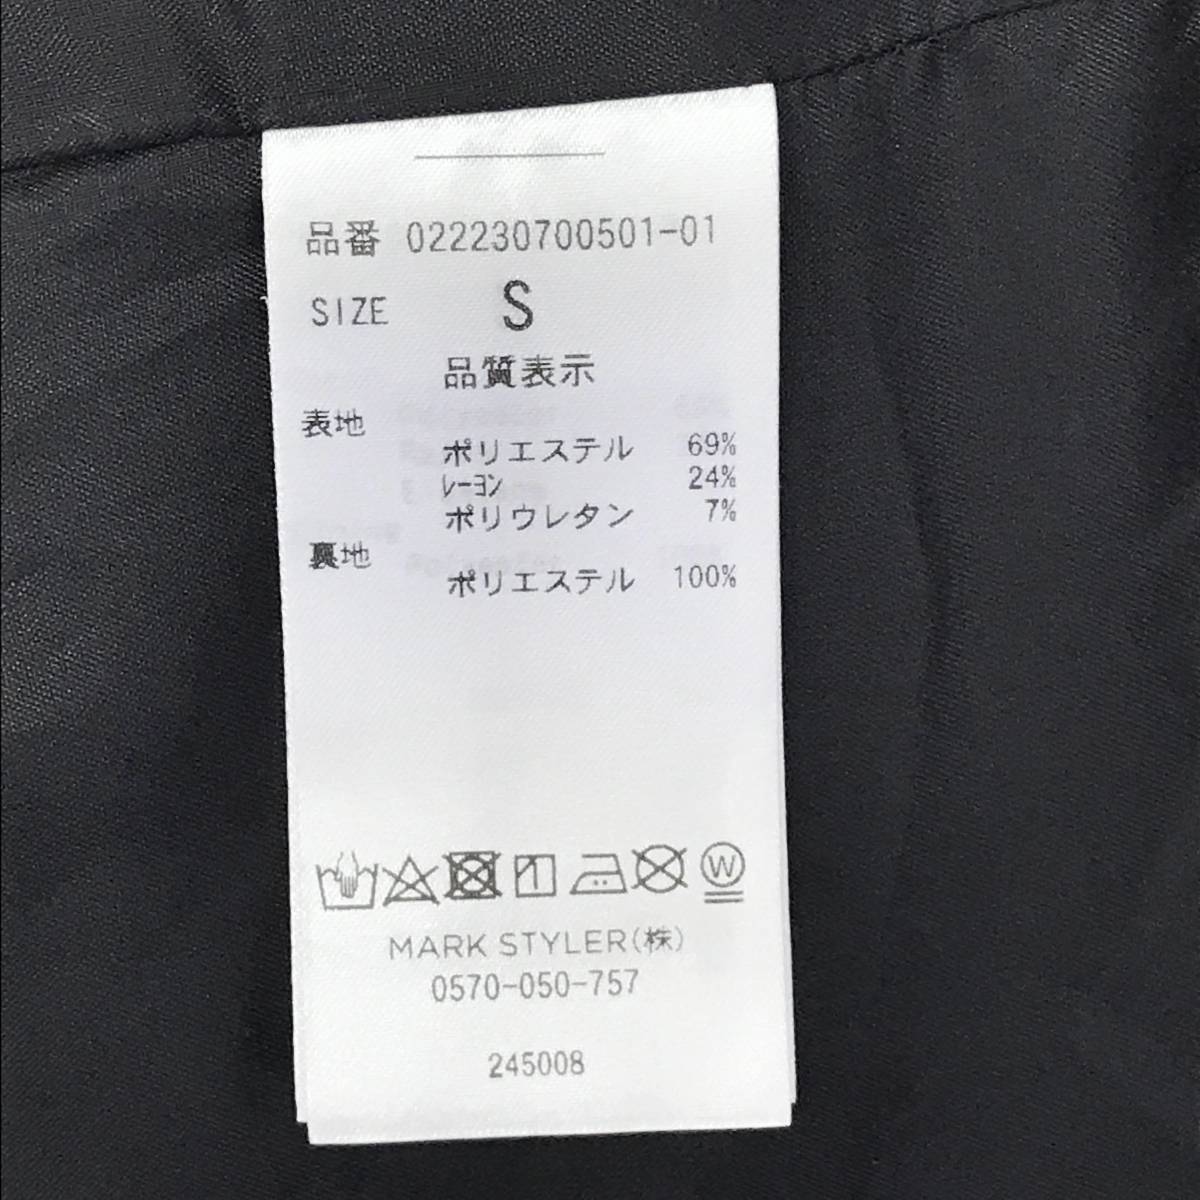 品番 022230700501-01
SIZE S
品質表示
表地
ポリエステル 69%
ﾚｰﾖﾝ 24%
ポリウレタン 7%
裏地
ポリエステル 100%
W
MARK STYLER(株)
0570-050-757
245008